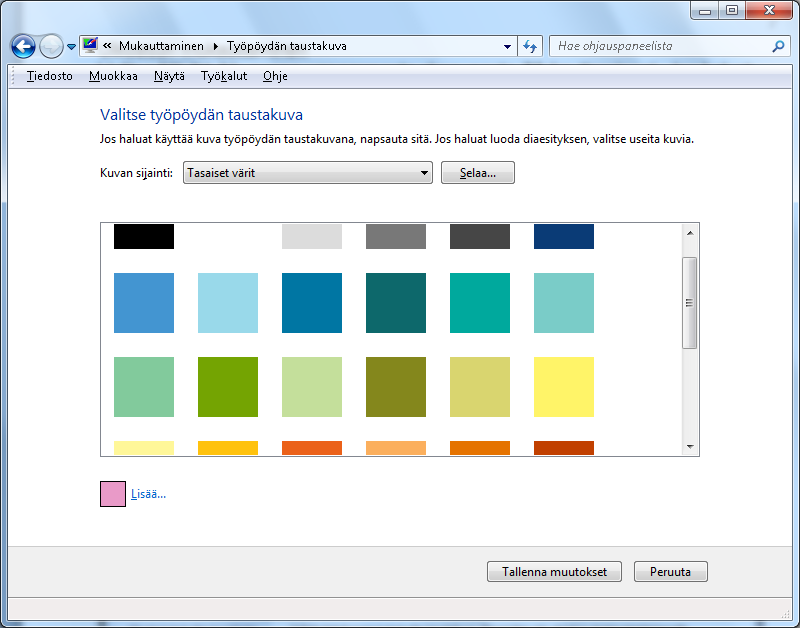 « Mukauttaminen ▸ Työpöydän taustakuva
Hae ohjauspaneelista
Tiedosto Muokkaa Näytä Työkalut Ohje
Valitse työpöydän taustakuva
Jos haluat käyttää kuva työpöydän taustakuvana, napsauta sitä. Jos haluat luoda diaesityksen, valitse useita kuvia.
Kuvan sijainti: Tasaiset värit Selaa...
Lisää...
Tallenna muutokset Peruuta